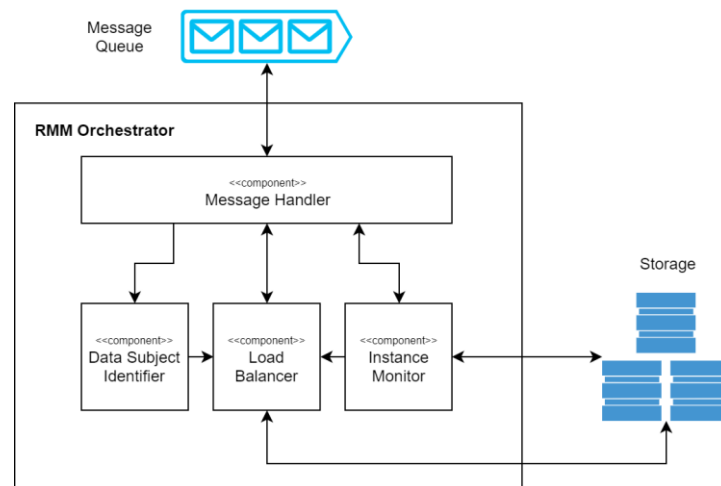 Message
Queue
RMM Orchestrator
<<component>>
Message Handler
Storage
<<component>>
Data Subject
Identifier
<<component>>
Load
Balancer
<<component>>
Instance
Monitor